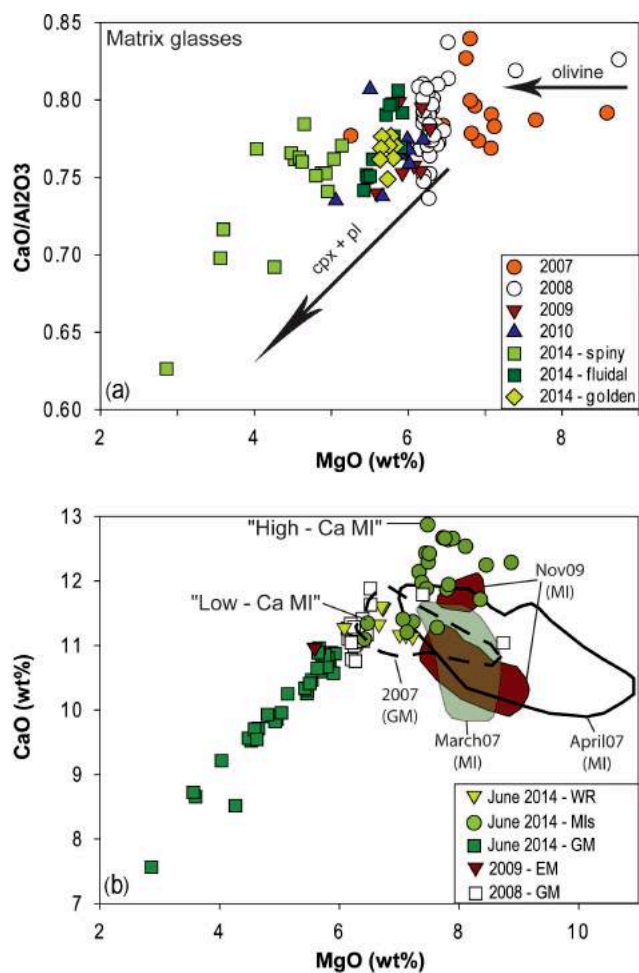 0.85
Matrix glasses
olivine
0.80
0.75
0.70
0.65
0.60
CaO/Al2O3
cpx + pl
2007
2008
2009
2010
2014 - spiny
2014 - fluidal
2014 - golden
(a)
2 4 6 8
MgO (wt%)
13
"High - Ca MI"
12
Nov09
(MI)
"Low - Ca MI"
11
10
9
8
7
CaO (wt%)
2007
(GM)
March07
(MI)
April07
(MI)
June 2014 - WR
June 2014 - MIs
June 2014 - GM
2009 - EM
2008 - GM
(b)
2 4 6 8 10
MgO (wt%)